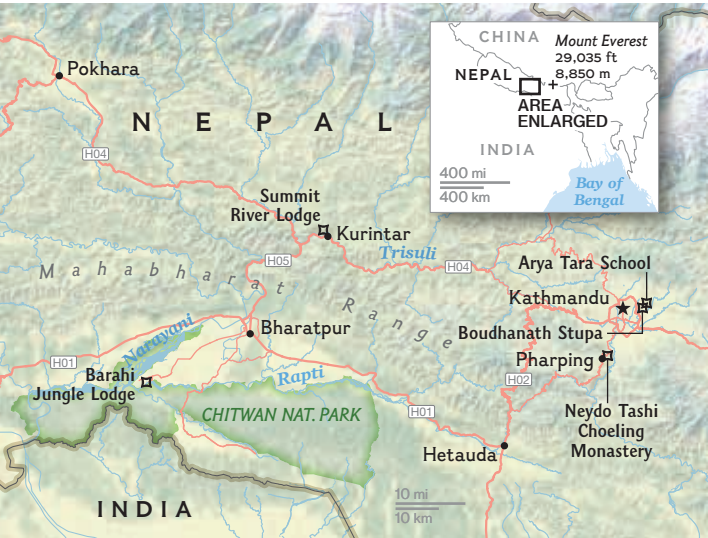 CHINA
Mount Everest
29,035 ft
8,850 m
NEPAL
AREA
ENLARGED
INDIA
400 mi
400 km
Bay of
Bengal
Pokhara
NEPAL
H04
Summit
River Lodge
Kurintar
Trisuli
H05
H04
Mahabharat Range
Arya Tara School
Kathmandu
Boudhanath Stupa
Narayani
Bharatpur
Pharping
H01
Barahi
Jungle Lodge
Rapti
H02
CHITWAN NAT. PARK
H01
Neydo Tashi
Choeling
Monastery
Hetauda
INDIA
10 mi
10 km